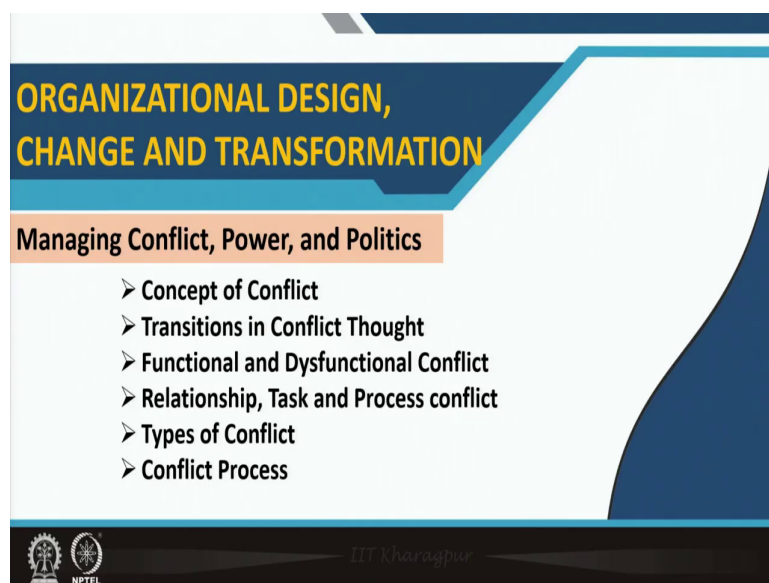 ORGANIZATIONAL DESIGN,
CHANGE AND TRANSFORMATION
Managing Conflict, Power, and Politics
Concept of Conflict
Transitions in Conflict Thought
Functional and Dysfunctional Conflict
Relationship, Task and Process conflict
Types of Conflict
Conflict Process
IIT Kharagpur
NPTEL